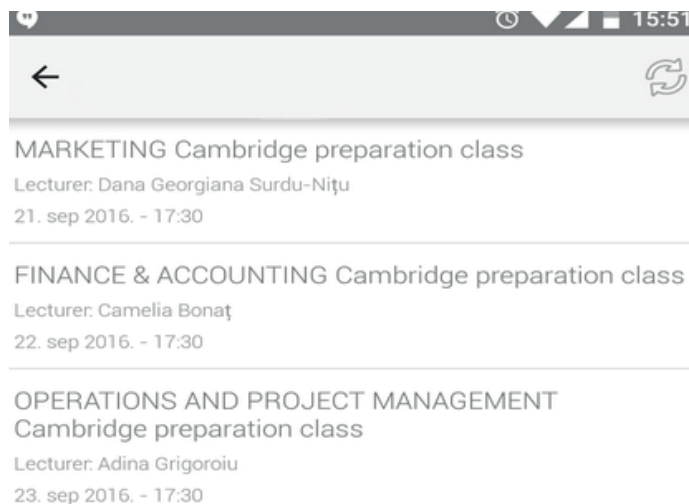 15:51
MARKETING Cambridge preparation class
Lecturer: Dana Georgiana Surdu-Nițu
21. sep 2016. - 17:30
FINANCE & ACCOUNTING Cambridge preparation class
Lecturer: Camelia Bonaț
22. sep 2016. - 17:30
OPERATIONS AND PROJECT MANAGEMENT
Cambridge preparation class
Lecturer: Adina Grigoroiu
23. sep 2016. - 17:30